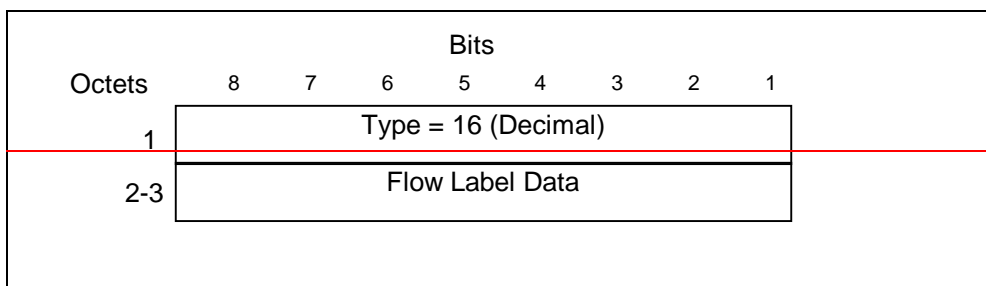 Bits
Octets 8 7 6 5 4 3 2 1
1 Type = 16 (Decimal)
2-3 Flow Label Data